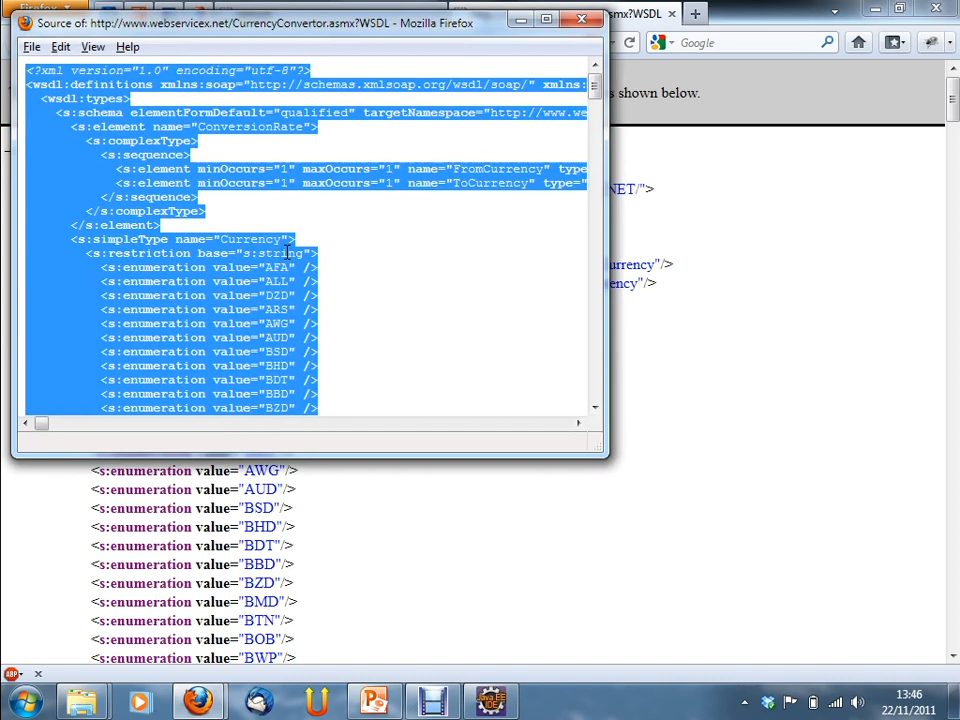 Firefox
asmx?WSDL
Source of: http://www.webservicex.net/CurrencyConvertor.asmx?WSDL - Mozilla Firefox
File Edit View Help
Google
<?xml version="1.0" encoding="utf-8"?>
<wsdl:definitions xmlns:soap="http://schemas.xmlsoap.org/wsdl/soap/" xmlns:
s shown below.
<wsdl:types>
<s:schema elementFormDefault="qualified" targetNamespace="http://www.we
<s:element name="ConversionRate">
<s:complexType>
<s:sequence>
<s:element minOccurs="1" maxOccurs="1" name="FromCurrency" type
<s:element minOccurs="1" maxOccurs="1" name="ToCurrency" type="
NET/">
</s:sequence>
</s:complexType>
</s:element>
<s:simpleType name="Currency">
<s:restriction base="s:string">
<s:enumeration value="AFA" />
urrency"/>
<s:enumeration value="ALL" />
ency"/>
<s:enumeration value="DZD" />
<s:enumeration value="ARS" />
<s:enumeration value="AWG" />
<s:enumeration value="AUD" />
<s:enumeration value="BSD" />
<s:enumeration value="BHD" />
<s:enumeration value="BDT" />
<s:enumeration value="BBD" />
<s:enumeration value="BZD" />
<s:enumeration value="AWG"/>
<s:enumeration value="AUD"/>
<s:enumeration value="BSD"/>
<s:enumeration value="BHD"/>
<s:enumeration value="BDT"/>
<s:enumeration value="BBD"/>
<s:enumeration value="BZD"/>
<s:enumeration value="BMD"/>
<s:enumeration value="BTN"/>
<s:enumeration value="BOB"/>
<s:enumeration value="BWP"/>
ABP
Java EE
IDE
13:46
22/11/2011